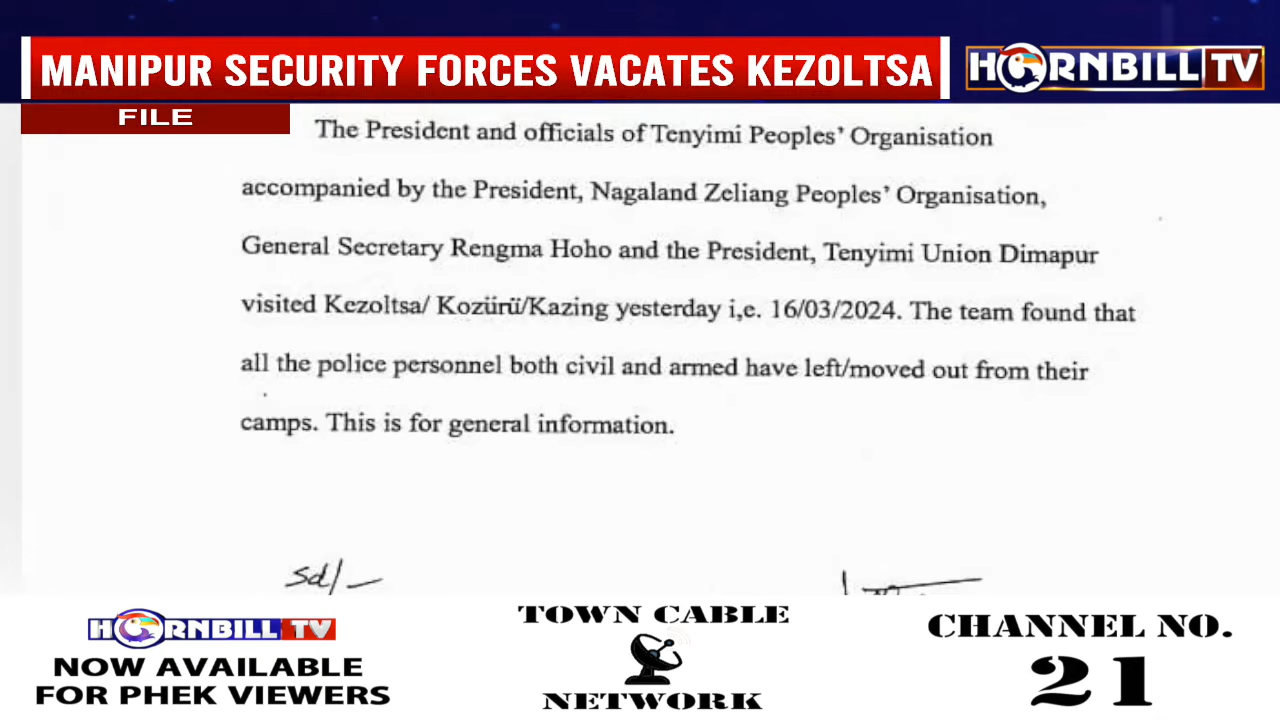 MANIPUR SECURITY FORCES VACATES KEZOLTSA
HORNBILL TV
FILE
The President and officials of Tenyimi Peoples' Organisation
accompanied by the President, Nagaland Zeliang Peoples' Organisation,
General Secretary Rengma Hoho and the President, Tenyimi Union Dimapur
visited Kezoltsa/ Kozürü/Kazing yesterday i,e. 16/03/2024. The team found that
all the police personnel both civil and armed have left/moved out from their
camps. This is for general information.
Sd/-
HORNBILL TV
NOW AVAILABLE
FOR PHEK VIEWERS
TOWN CABLE
NETWORK
CHANNEL NO.
21